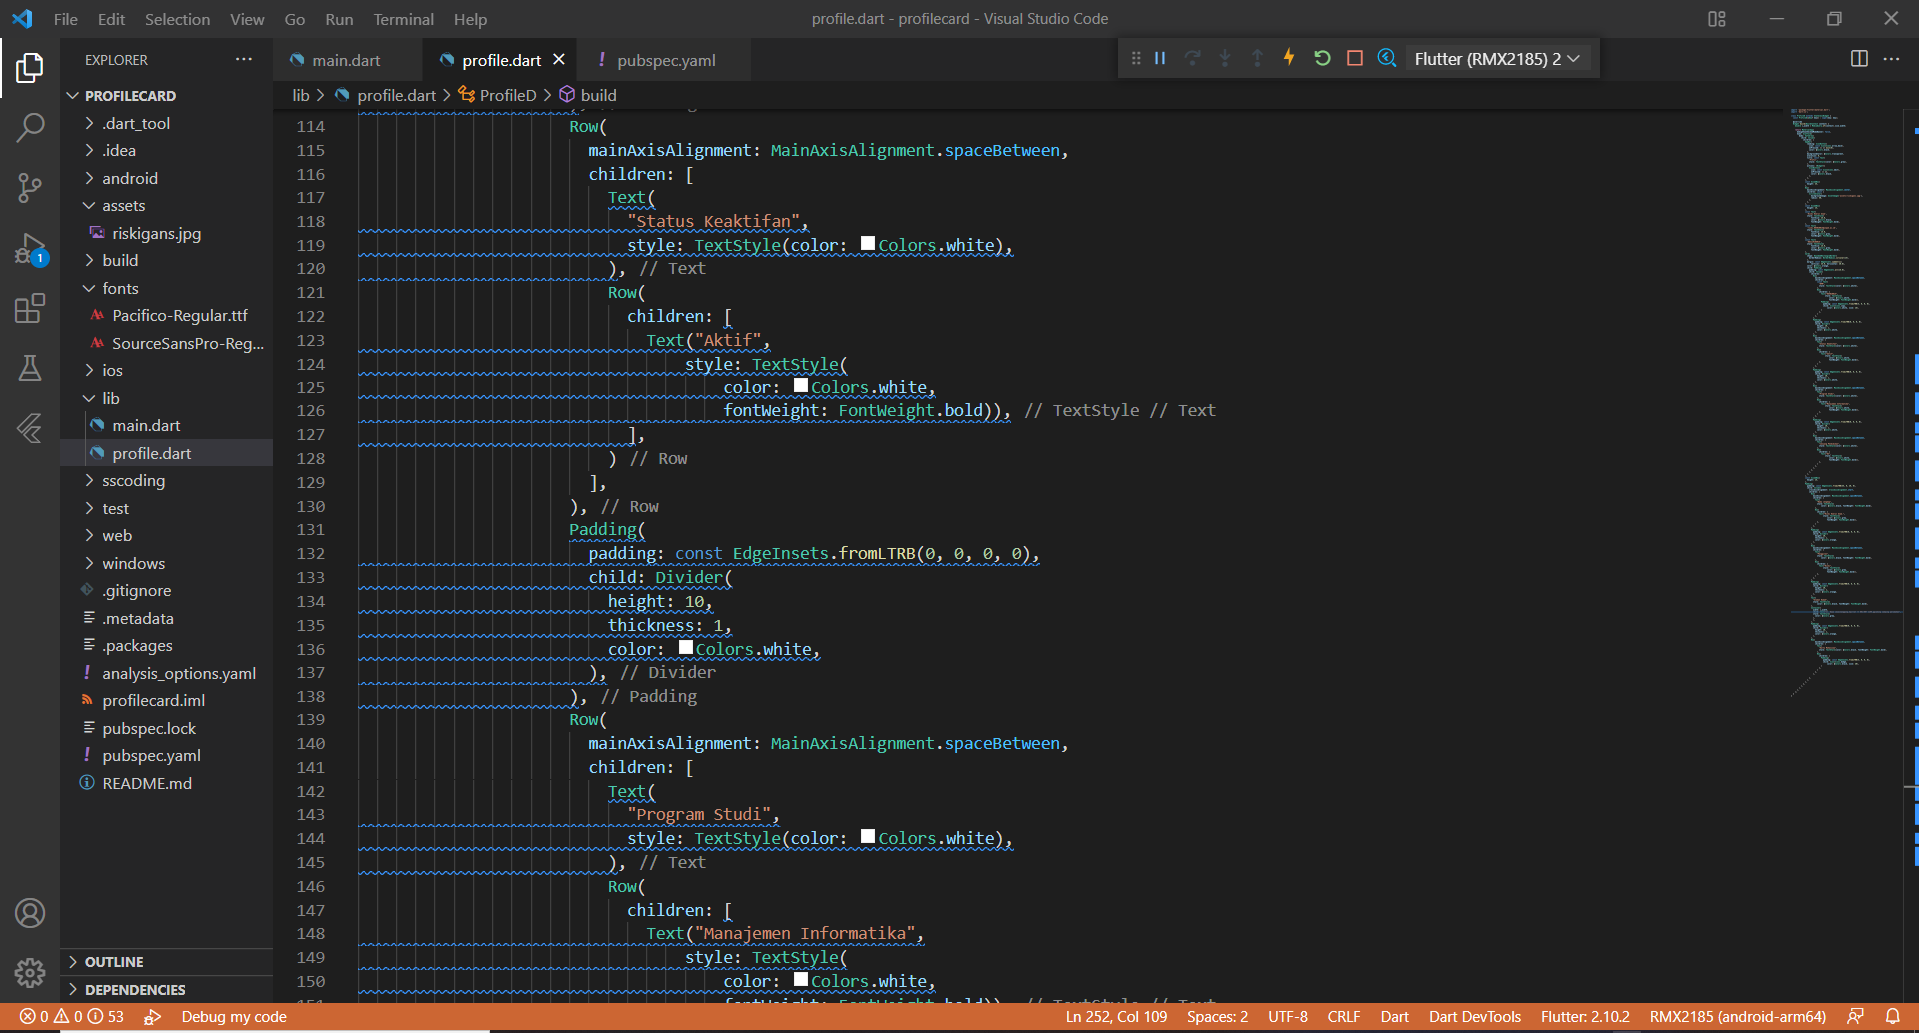 File Edit Selection View Go Run Terminal Help
profile.dart - profilecard - Visual Studio Code
EXPLORER
main.dart
profile.dart
pubspec.yaml
Flutter (RMX2185) 2
lib > profile.dart > ProfileD > build
PROFILECARD
.dart_tool
.idea
android
assets
riskigans.jpg
build
fonts
Pacifico-Regular.ttf
SourceSansPro-Reg...
ios
lib
main.dart
profile.dart
sscoding
test
web
windows
.gitignore
.metadata
.packages
analysis_options.yaml
profilecard.iml
pubspec.lock
pubspec.yaml
README.md
OUTLINE
DEPENDENCIES
1
114 Row(
115 mainAxisAlignment: MainAxisAlignment.spaceBetween,
116 children: [
117 Text(
118 "Status Keaktifan",
119 style: TextStyle(color: Colors.white),
120 ), // Text
121 Row(
122 children: [
123 Text("Aktif",
124 style: TextStyle(
125 color: Colors.white,
126 fontWeight: FontWeight.bold)), // TextStyle // Text
127 ],
128 ) // Row
129 ],
130 ), // Row
131 Padding(
132 padding: const EdgeInsets.fromLTRB(0, 0, 0, 0),
133 child: Divider(
134 height: 10,
135 thickness: 1,
136 color: Colors.white,
137 ), // Divider
138 ), // Padding
139 Row(
140 mainAxisAlignment: MainAxisAlignment.spaceBetween,
141 children: [
142 Text(
143 "Program Studi",
144 style: TextStyle(color: Colors.white),
145 ), // Text
146 Row(
147 children: [
148 Text("Manajemen Informatika",
149 style: TextStyle(
150 color: Colors.white,
151 fontWeight: FontWeight.bold)), // TextStyle // Text
0 0 53 Debug my code
Ln 252, Col 109 Spaces: 2 UTF-8 CRLF Dart Dart DevTools Flutter: 2.10.2 RMX2185 (android-arm64)